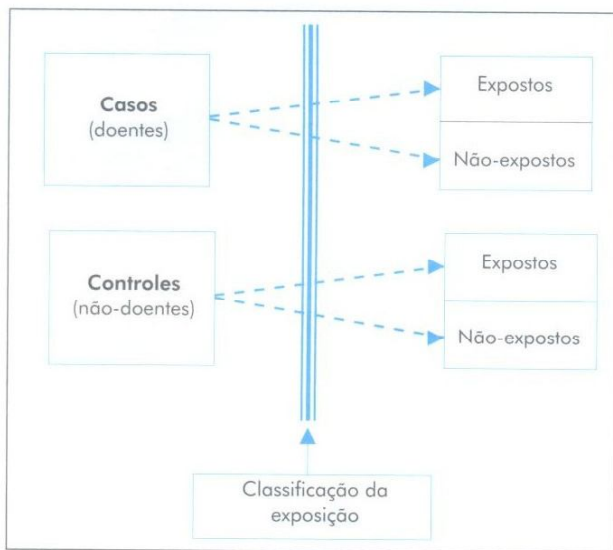 Casos
(doentes)
Expostos
Não-expostos
Controles
(não-doentes)
Expostos
Não-expostos
Classificação da
exposição